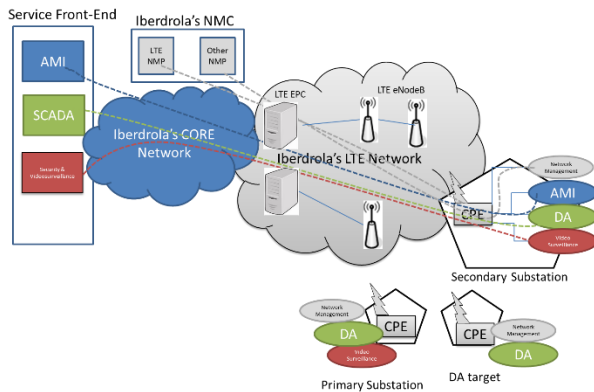 Service Front-End
Iberdrola's NMC
AMI
LTE
NMP
Other
NMP
SCADA
Security &
Videosurveillance
Iberdrola's CORE
Network
LTE EPC
LTE eNodeB
Iberdrola's LTE Network
CPE
Network
Management
AMI
DA
Video
Surveillance
Secondary Substation
Network
Management
DA
Video
Surveillance
CPE
Primary Substation
CPE
Network
Management
DA
DA target